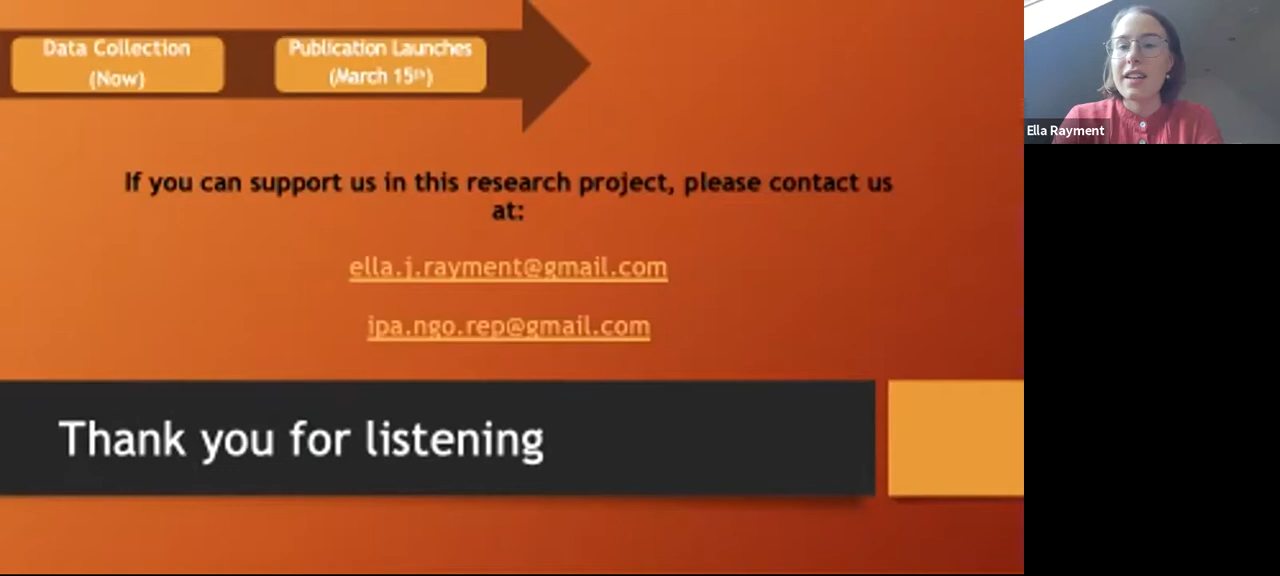 Data Collection
(Now)
Publication Launches
(March 15th)
Ella Rayment
If you can support us in this research project, please contact us
at:
ella.j.rayment@gmail.com
ipa.ngo.rep@gmail.com
Thank you for listening